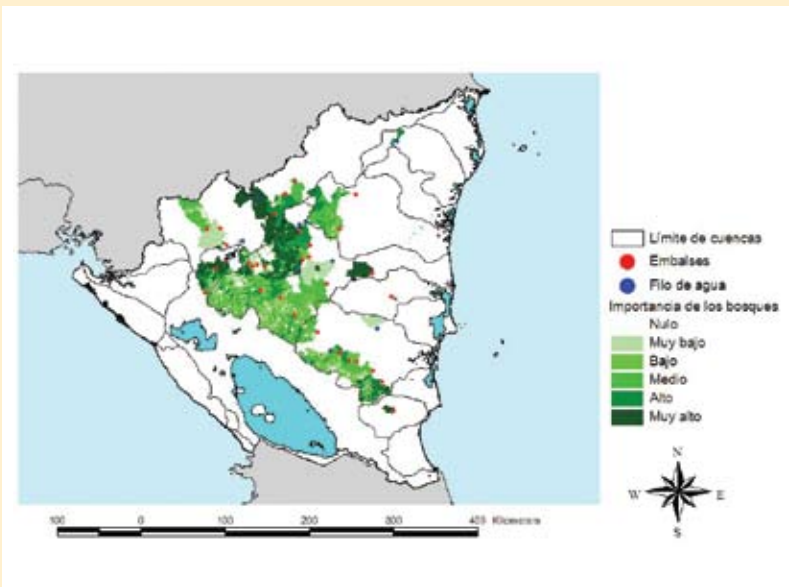 Límite de cuencas
Embalses
Filo de agua
Importancia de los bosques
Nulo
Muy bajo
Bajo
Medio
Alto
Muy alto
N
W E
S
100 0 100 200 300 400 Kilometers